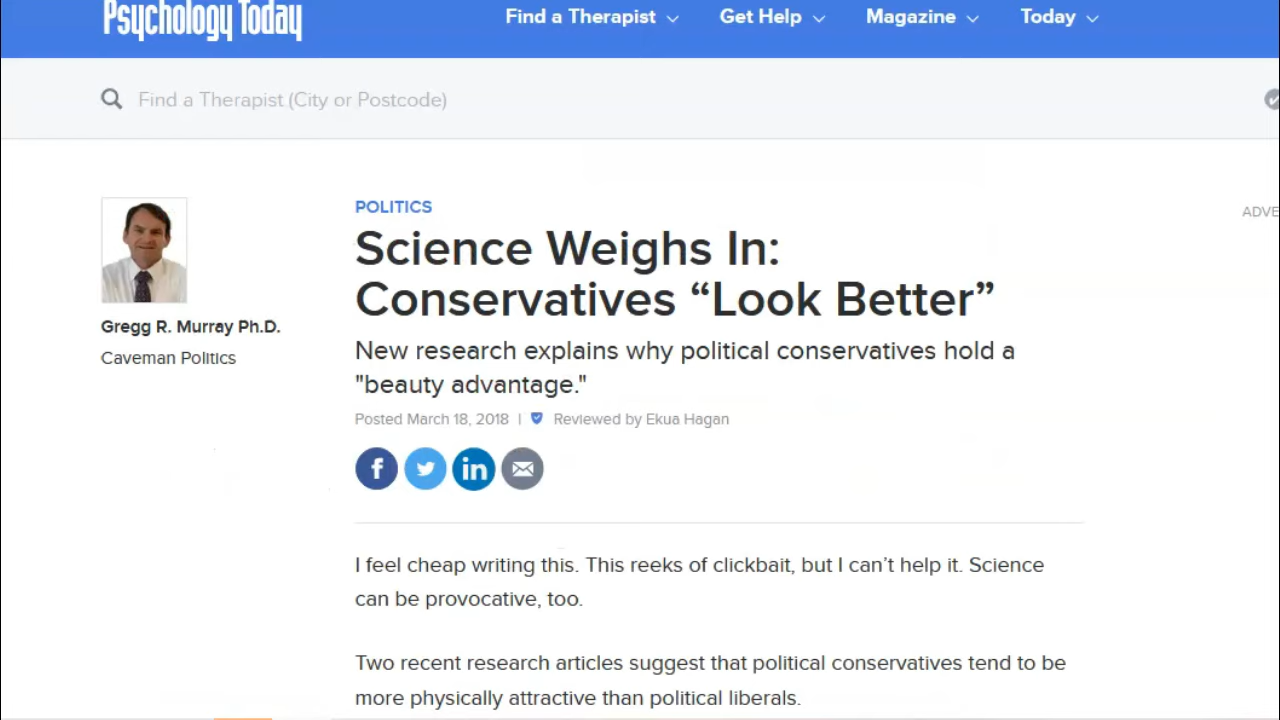 Psychology Today
Find a Therapist
Get Help
Magazine
Today
Find a Therapist (City or Postcode)
POLITICS
ADVE
Science Weighs In:
Conservatives “Look Better”
Gregg R. Murray Ph.D.
Caveman Politics
New research explains why political conservatives hold a
"beauty advantage."
Posted March 18, 2018 | Reviewed by Ekua Hagan
f
in
I feel cheap writing this. This reeks of clickbait, but I can’t help it. Science
can be provocative, too.
Two recent research articles suggest that political conservatives tend to be
more physically attractive than political liberals.